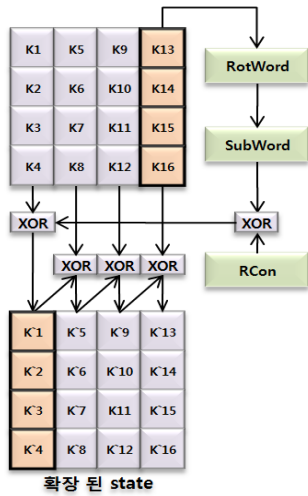 K1 K5 K9 K13
K2 K6 K10 K14
K3 K7 K11 K15
K4 K8 K12 K16
RotWord
SubWord
XOR XOR
XOR XOR XOR
RCon
K`1 K`5 K`9 K`13
K`2 K`6 K`10 K`14
K`3 K`7 K11 K`15
K`4 K`8 K`12 K`16
확장 된 state